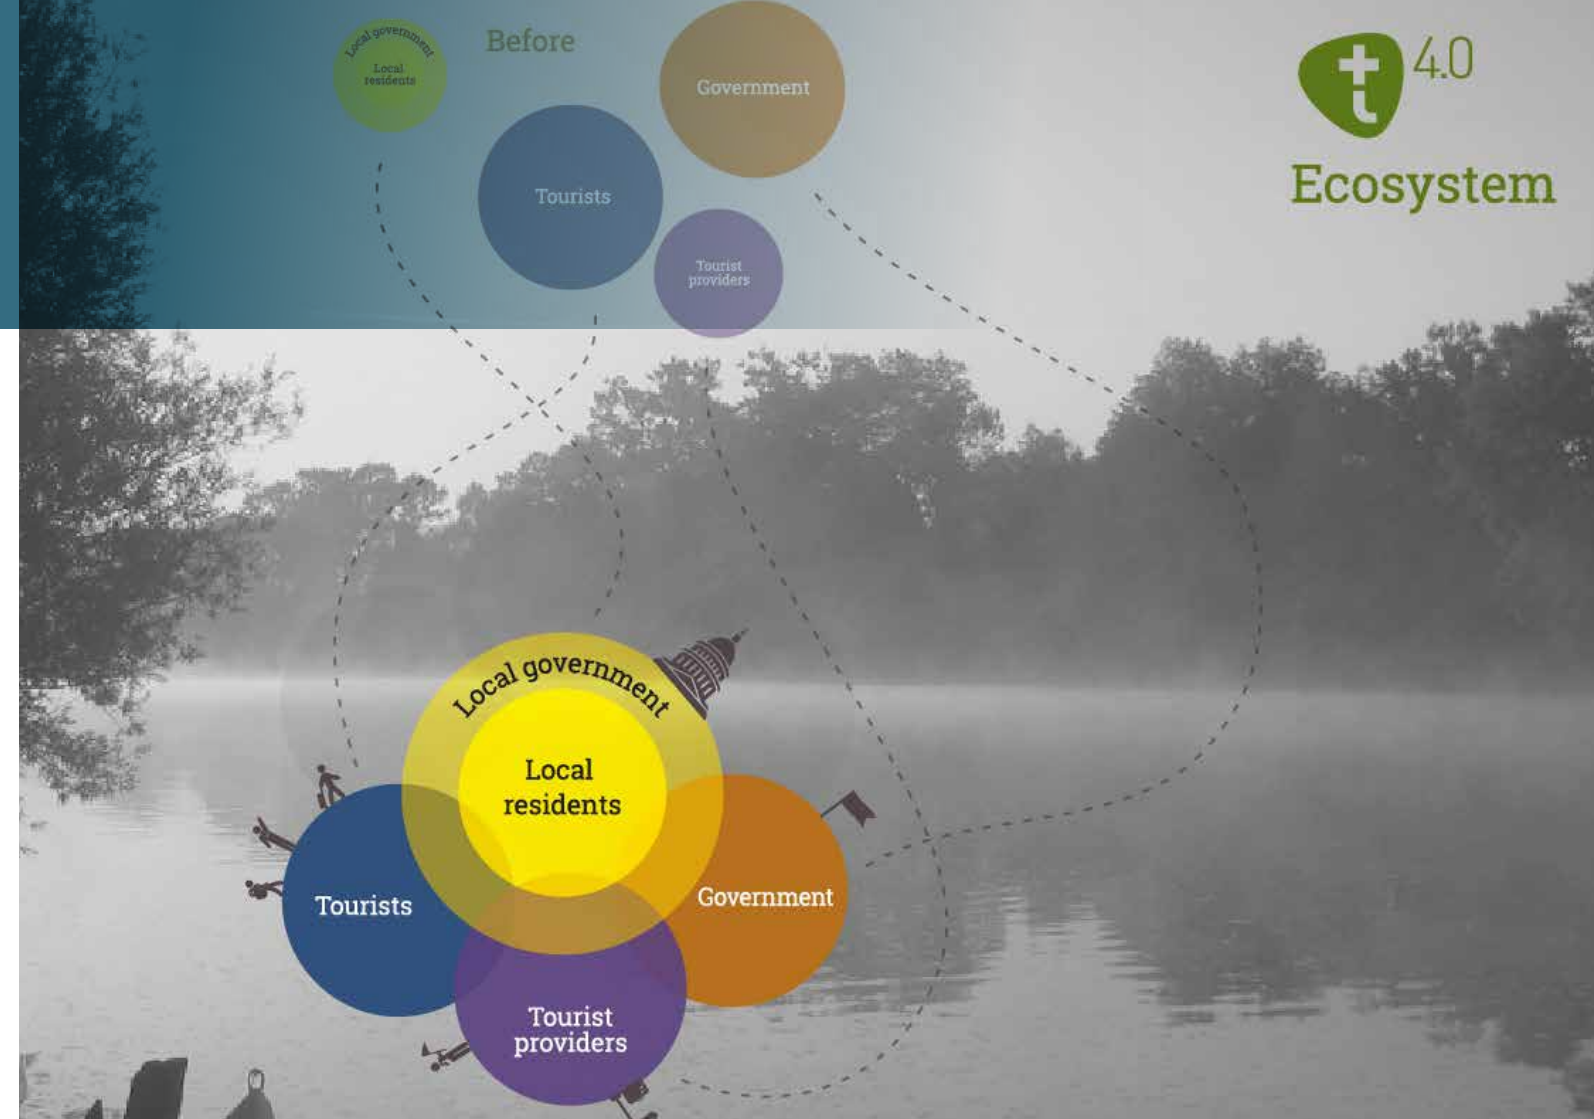 Local government
Local
residents
Before
Government
Tourists
Tourist
providers
t 4.0
Ecosystem
Local government
Local
residents
Tourists
Government
Tourist
providers